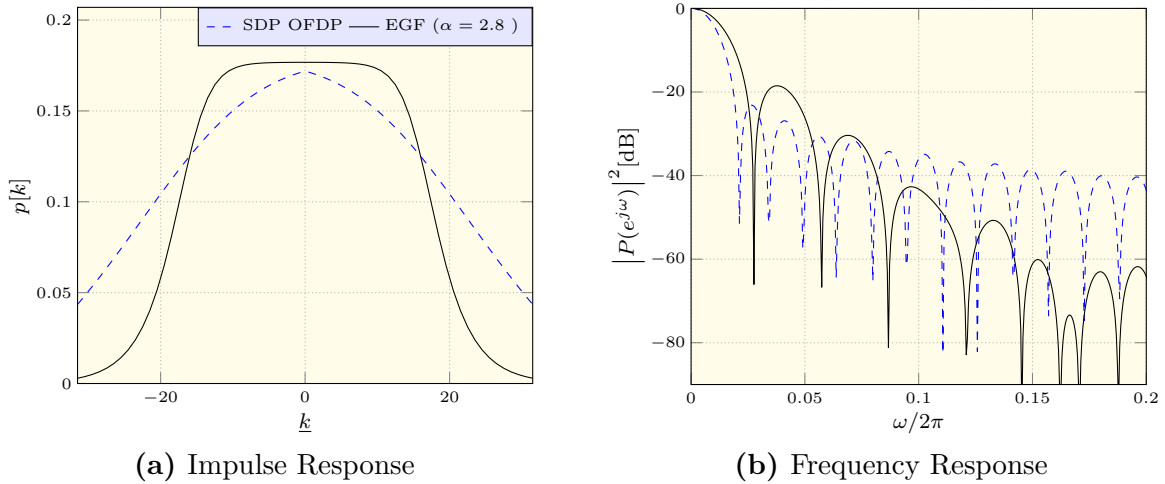 SDP OFDP EGF (α = 2.8 )
0.2
0.15
0.1
0.05
0
p[k]
−20 0 20
k
(a) Impulse Response
0
−20
−40
−60
−80
|P(e^{jω})|^2 [dB]
0 0.05 0.1 0.15 0.2
ω/2π
(b) Frequency Response